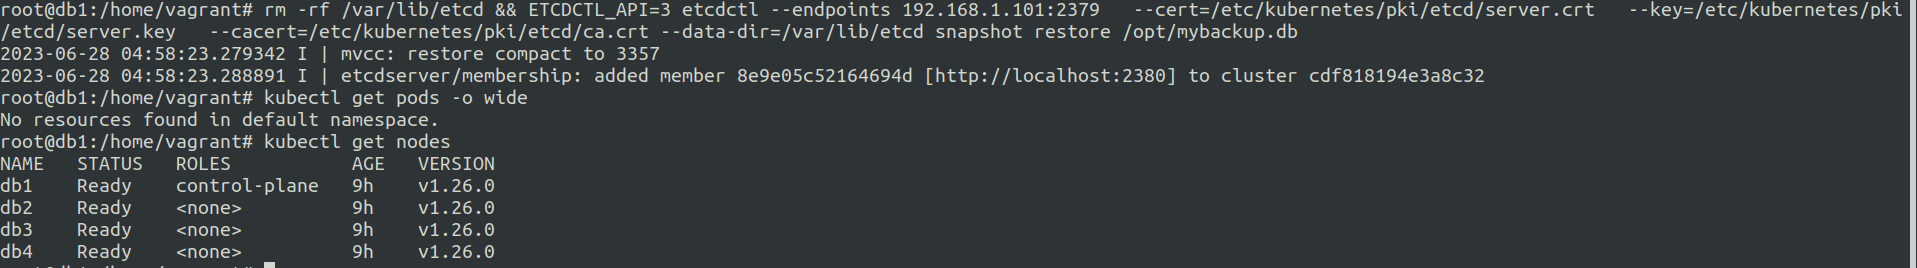 root@db1:/home/vagrant# rm -rf /var/lib/etcd && ETCDCTL_API=3 etcdctl --endpoints 192.168.1.101:2379   --cert=/etc/kubernetes/pki/etcd/server.crt   --key=/etc/kubernetes/pki
/etcd/server.key   --cacert=/etc/kubernetes/pki/etcd/ca.crt --data-dir=/var/lib/etcd snapshot restore /opt/mybackup.db
2023-06-28 04:58:23.279342 I | mvcc: restore compact to 3357
2023-06-28 04:58:23.288891 I | etcdserver/membership: added member 8e9e05c52164694d [http://localhost:2380] to cluster cdf818194e3a8c32
root@db1:/home/vagrant# kubectl get pods -o wide
No resources found in default namespace.
root@db1:/home/vagrant# kubectl get nodes
NAME   STATUS   ROLES           AGE   VERSION
db1    Ready    control-plane   9h    v1.26.0
db2    Ready    <none>          9h    v1.26.0
db3    Ready    <none>          9h    v1.26.0
db4    Ready    <none>          9h    v1.26.0